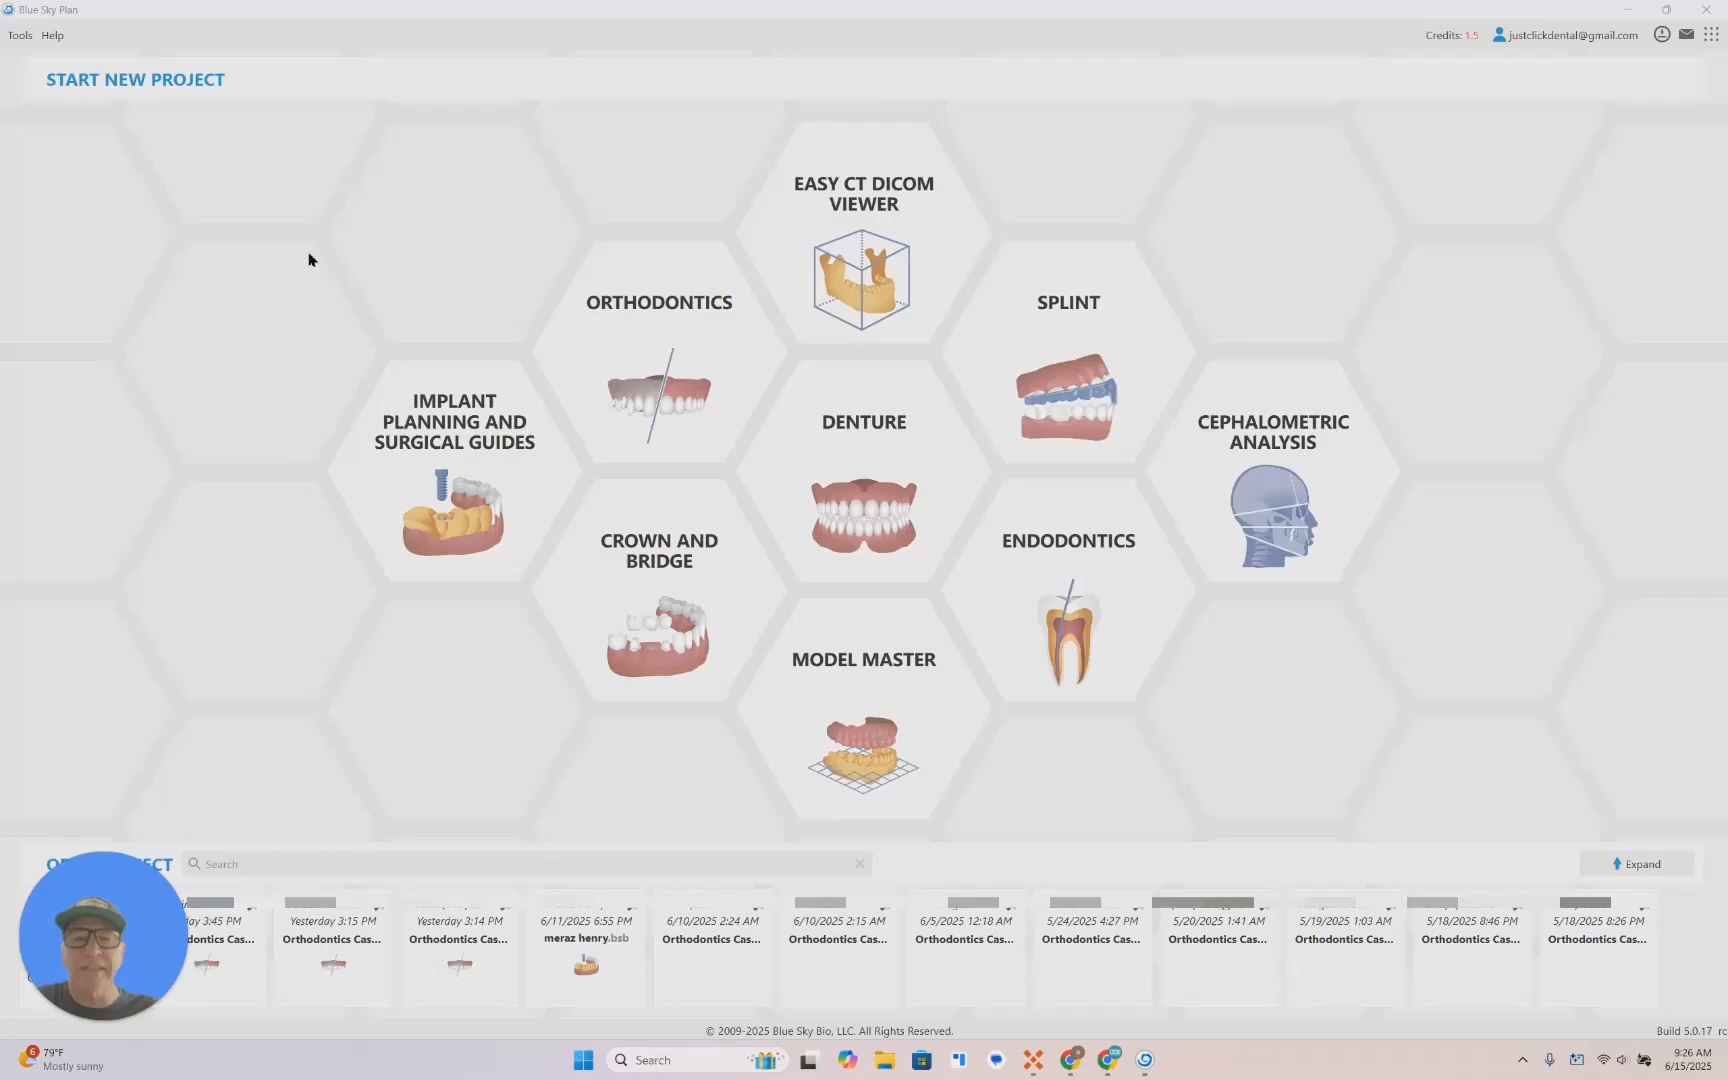 Blue Sky Plan
Tools Help
Credits: 1.5 justclickdental@gmail.com
START NEW PROJECT
EASY CT DICOM
VIEWER
ORTHODONTICS
SPLINT
IMPLANT
PLANNING AND
SURGICAL GUIDES
DENTURE
CEPHALOMETRIC
ANALYSIS
CROWN AND
BRIDGE
ENDODONTICS
MODEL MASTER
Search
Expand
3:45 PM Yesterday 3:15 PM Yesterday 3:14 PM 6/11/2025 6:55 PM 6/10/2025 2:24 AM 6/10/2025 2:15 AM 6/5/2025 12:18 AM 5/24/2025 4:27 PM 5/20/2025 1:41 AM 5/19/2025 1:03 AM 5/18/2025 8:46 PM 5/18/2025 8:26 PM
Cas... Orthodontics Cas... Orthodontics Cas... meraz henry.bsb Orthodontics Cas... Orthodontics Cas... Orthodontics Cas... Orthodontics Cas... Orthodontics Cas... Orthodontics Cas... Orthodontics Cas... Orthodontics Cas...
© 2009-2025 Blue Sky Bio, LLC. All Rights Reserved.
Build 5.0.17 rc
6
79°F
Mostly sunny
Search
9:26 AM
6/15/2025